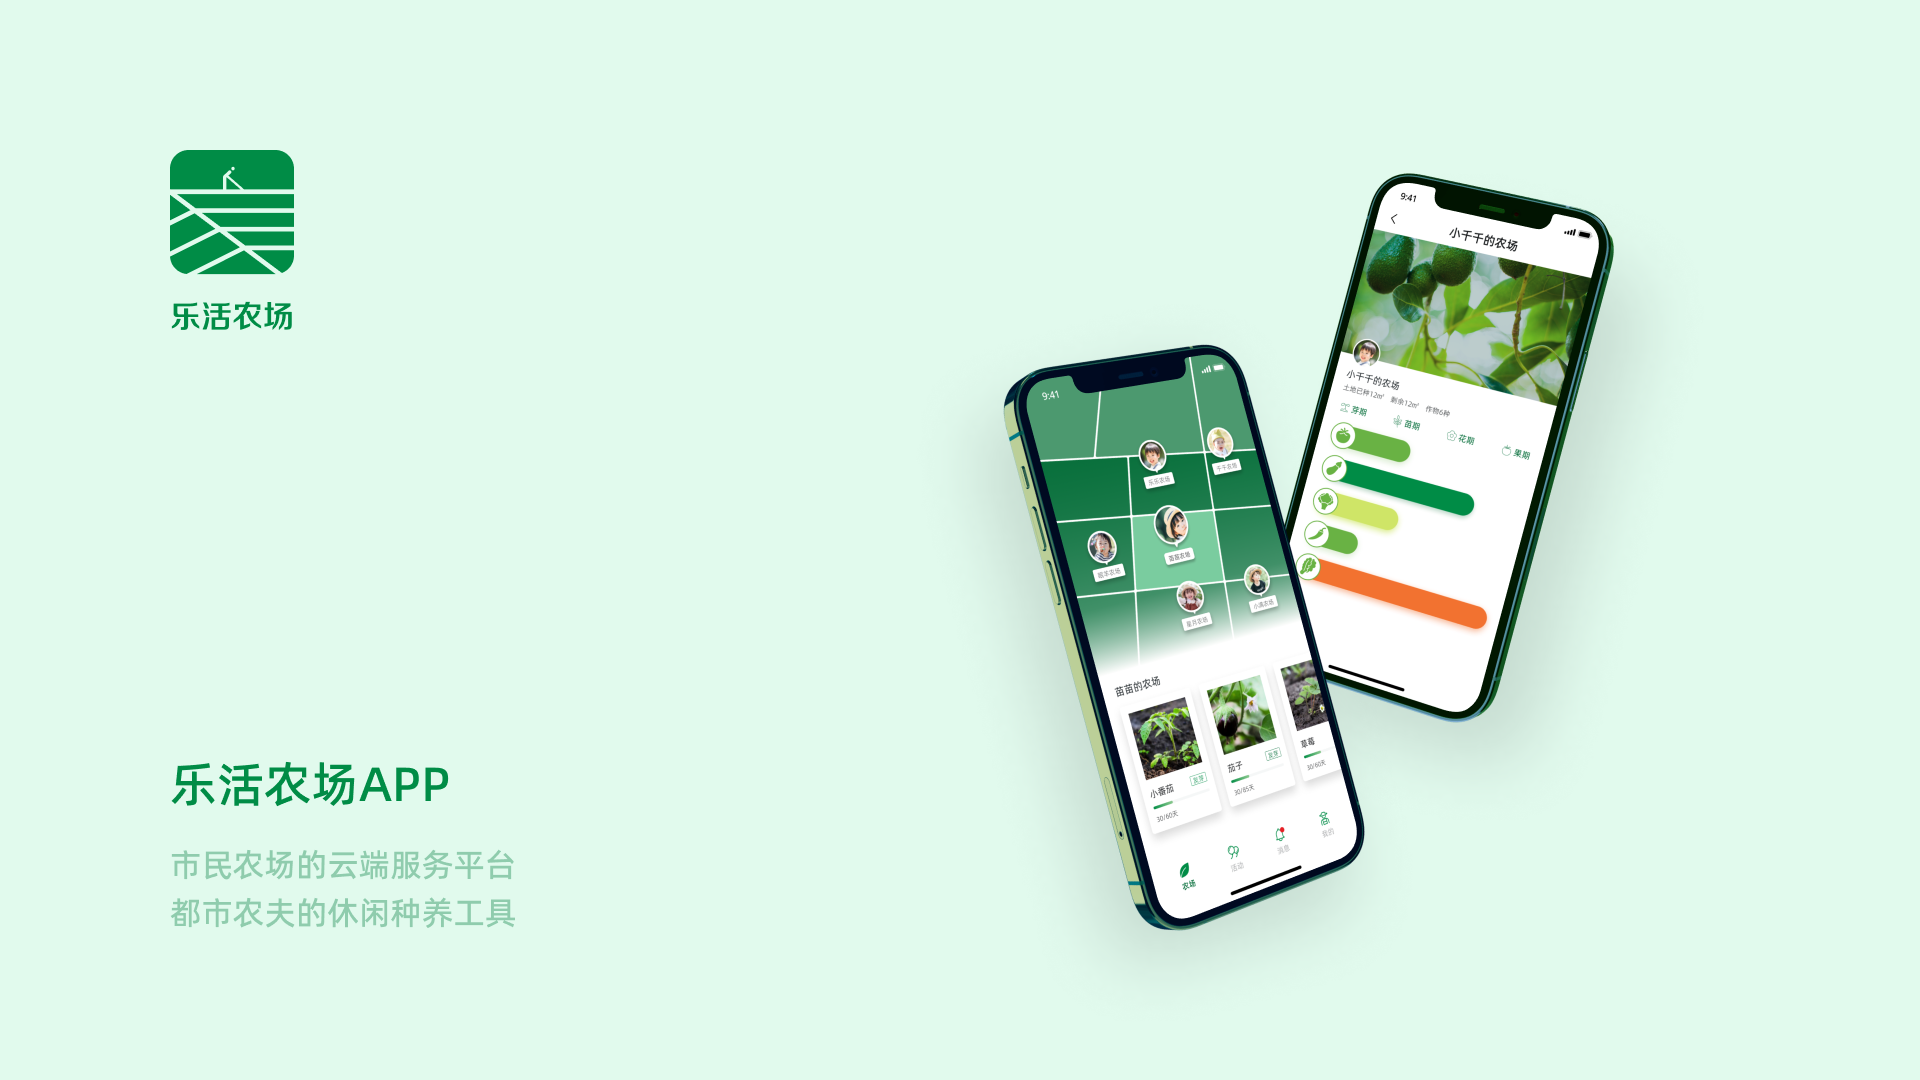 乐活农场
乐活农场APP
市民农场的云端服务平台
都市农夫的休闲种养工具
9:41
乐乐农场
千千农场
苗苗农场
星月农场
小满农场
苗苗的农场
小番茄
发芽
30/60天
茄子
发芽
30/85天
草莓
30/60天
农场
活动
消息
我的
9:41
小千千的农场
小千千的农场
土地已种12㎡ 剩余12㎡ 作物6种
芽期
苗期
花期
果期